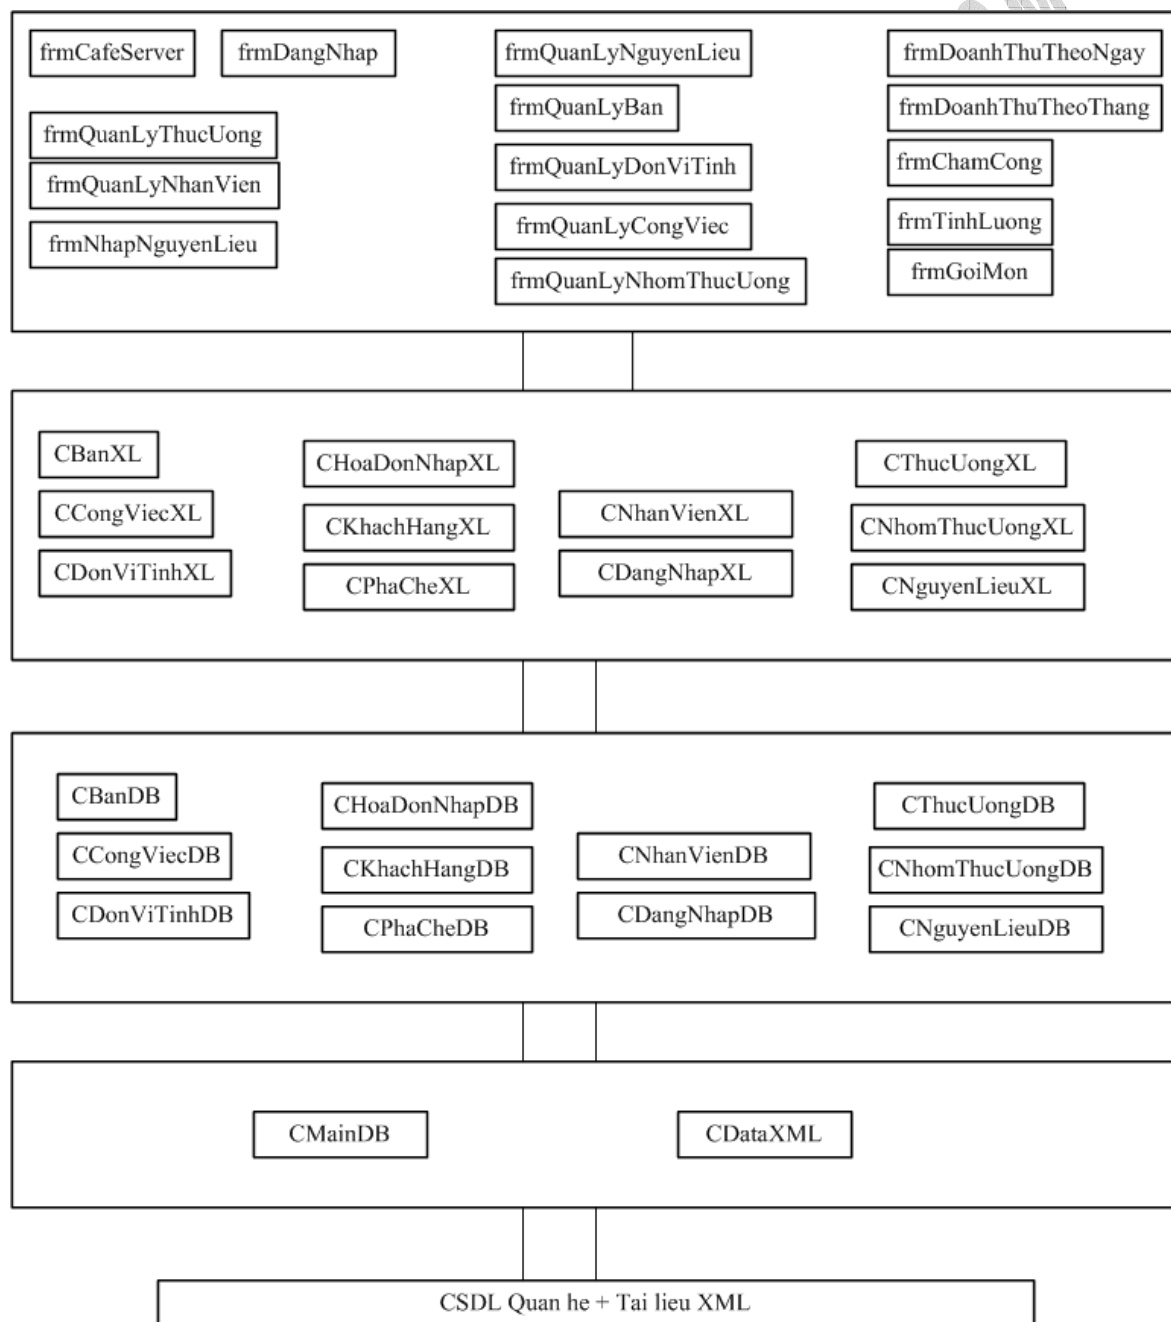 frmCafeServer
frmDangNhap
frmQuanLyThucUong
frmQuanLyNhanVien
frmNhapNguyenLieu
frmQuanLyNguyenLieu
frmQuanLyBan
frmQuanLyDonViTinh
frmQuanLyCongViec
frmQuanLyNhomThucUong
frmDoanhThuTheoNgay
frmDoanhThuTheoThang
frmChamCong
frmTinhLuong
frmGoiMon
CBanXL
CCongViecXL
CDonViTinhXL
CHoaDonNhapXL
CKhachHangXL
CPhaCheXL
CNhanVienXL
CDangNhapXL
CThucUongXL
CNhomThucUongXL
CNguyenLieuXL
CBanDB
CCongViecDB
CDonViTinhDB
CHoaDonNhapDB
CKhachHangDB
CPhaCheDB
CNhanVienDB
CDangNhapDB
CThucUongDB
CNhomThucUongDB
CNguyenLieuDB
CMainDB
CDataXML
CSDL Quan he + Tai lieu XML